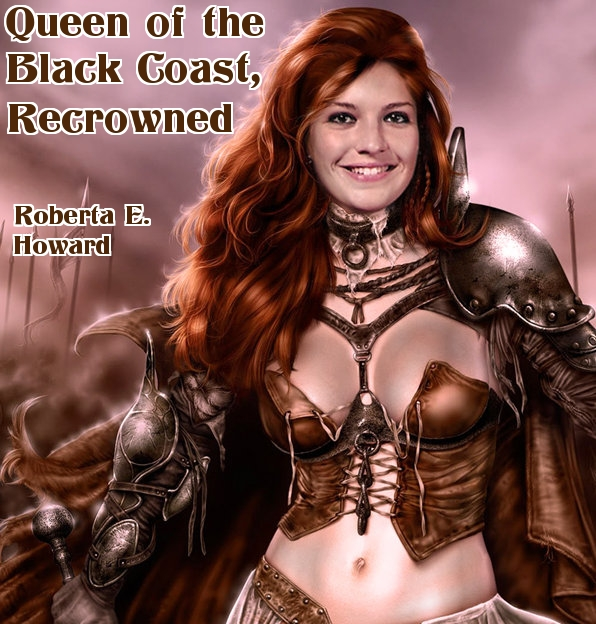 Queen of the
Black Coast,
Recrowned
Roberta E.
Howard